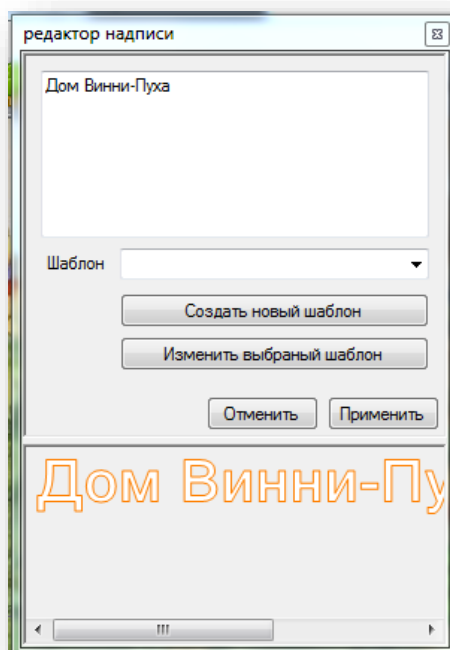 редактор надписи
Дом Винни-Пуха
Шаблон
Создать новый шаблон
Изменить выбраный шаблон
Отменить Применить
Дом Винни-Пу